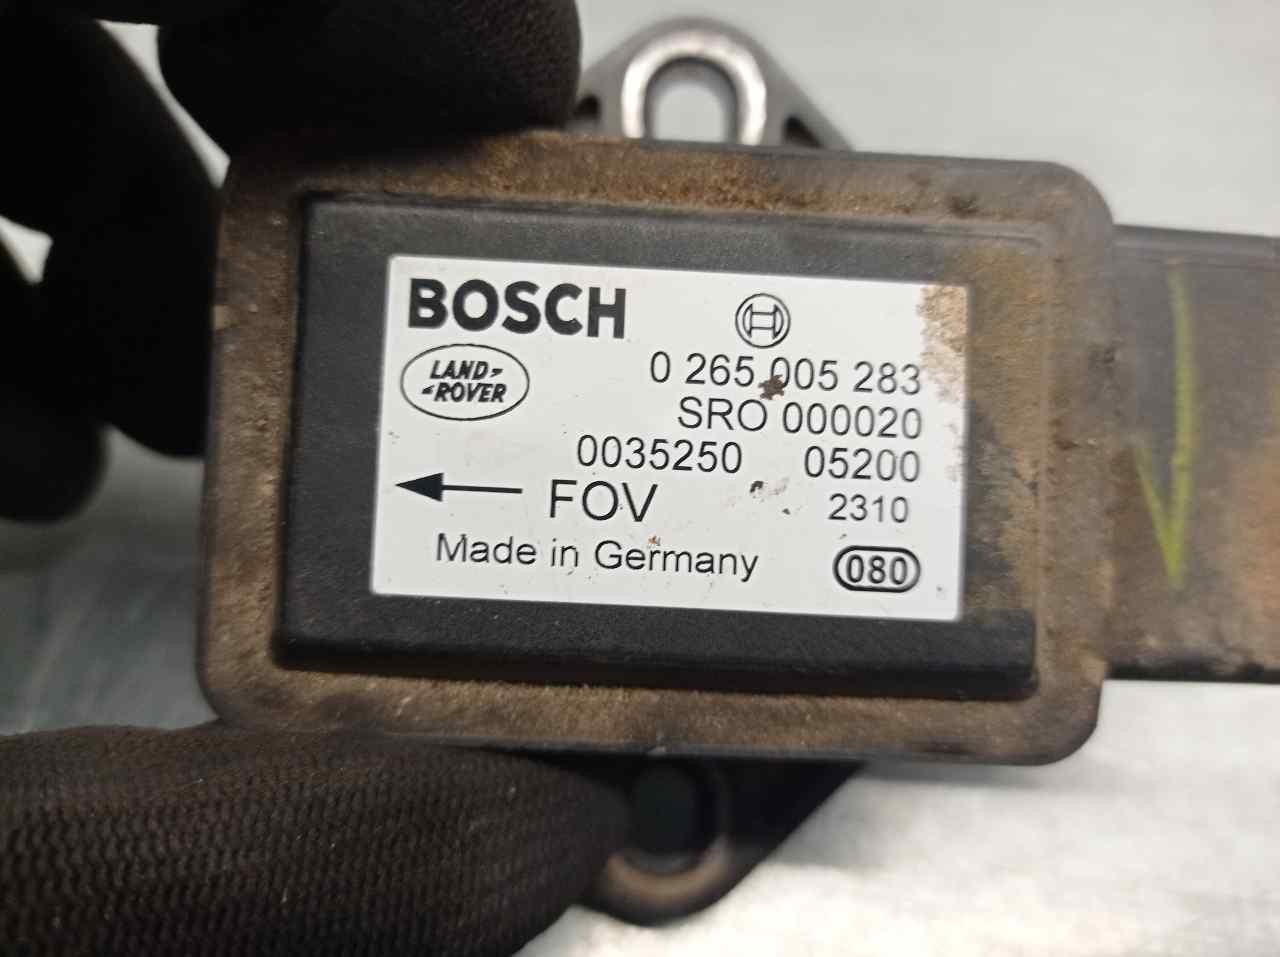 BOSCH
LAND-
-ROVER
0 265 005 283
SRO 000020
0035250 05200
FOV 2310
Made in Germany 080